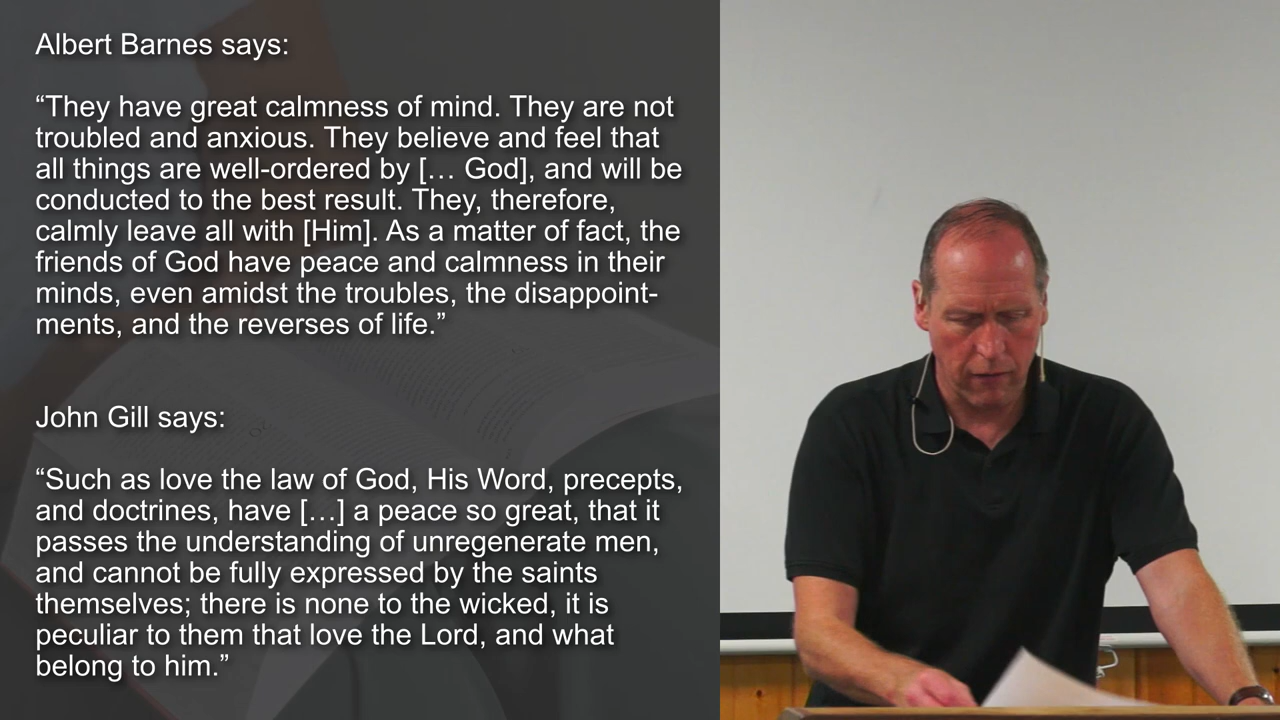 Albert Barnes says:
“They have great calmness of mind. They are not
troubled and anxious. They believe and feel that
all things are well-ordered by [… God], and will be
conducted to the best result. They, therefore,
calmly leave all with [Him]. As a matter of fact, the
friends of God have peace and calmness in their
minds, even amidst the troubles, the disappoint-
ments, and the reverses of life.”
John Gill says:
“Such as love the law of God, His Word, precepts,
and doctrines, have […] a peace so great, that it
passes the understanding of unregenerate men,
and cannot be fully expressed by the saints
themselves; there is none to the wicked, it is
peculiar to them that love the Lord, and what
belong to him.”